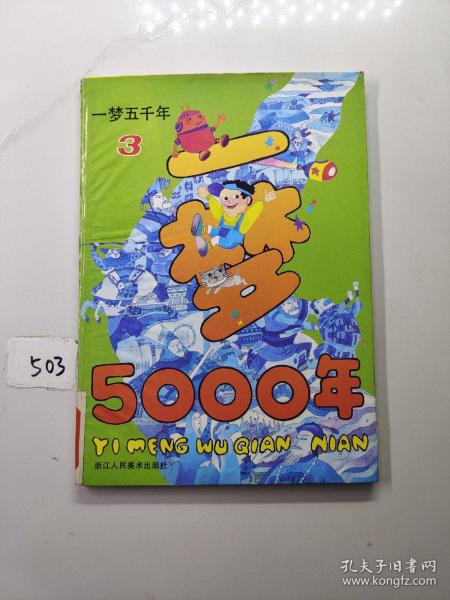 一梦五千年
3
一梦
5000年
YI MENG WU QIAN NIAN
浙江人民美术出版社
503
孔夫子旧书网
www.kongfz.com